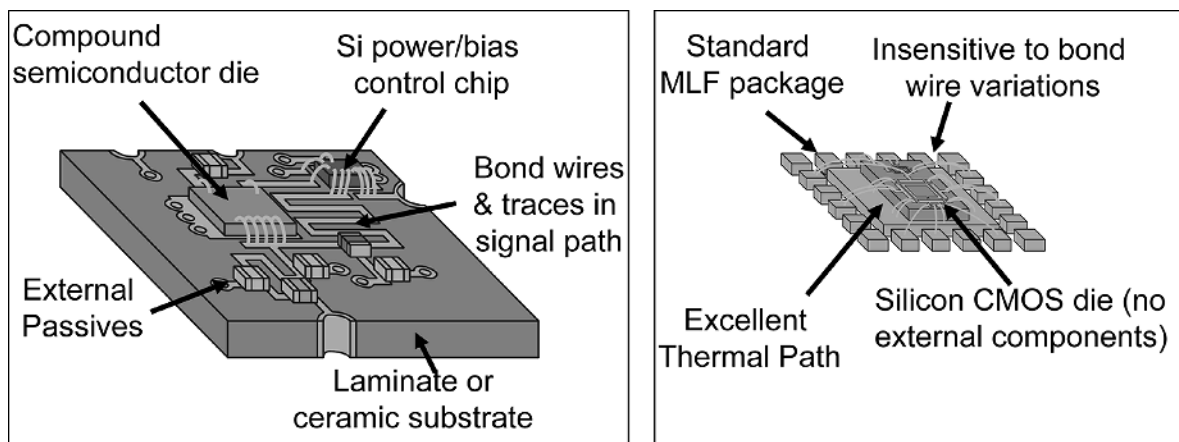 Compound
semiconductor die
Si power/bias
control chip
Bond wires
& traces in
signal path
External
Passives
Laminate or
ceramic substrate
Standard
MLF package
Insensitive to bond
wire variations
Excellent
Thermal Path
Silicon CMOS die (no
external components)